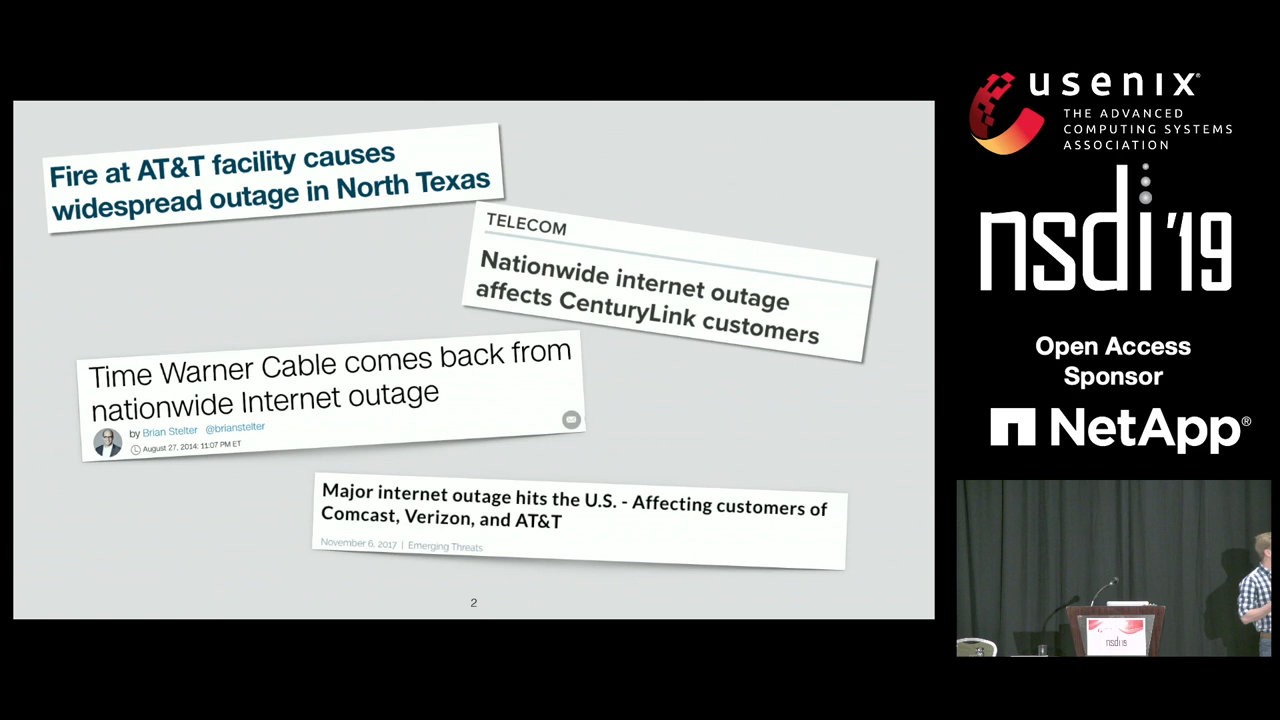 Fire at AT&T facility causes
widespread outage in North Texas
TELECOM
Nationwide internet outage
affects CenturyLink customers
Time Warner Cable comes back from
nationwide Internet outage
by Brian Stelter @brianstelter
August 27, 2014: 11:07 PM ET
Major internet outage hits the U.S. - Affecting customers of
Comcast, Verizon, and AT&T
November 6, 2017 | Emerging Threats
2
usenix®
THE ADVANCED
COMPUTING SYSTEMS
ASSOCIATION
nsdi '19
Open Access
Sponsor
NetApp®
nsdi 19